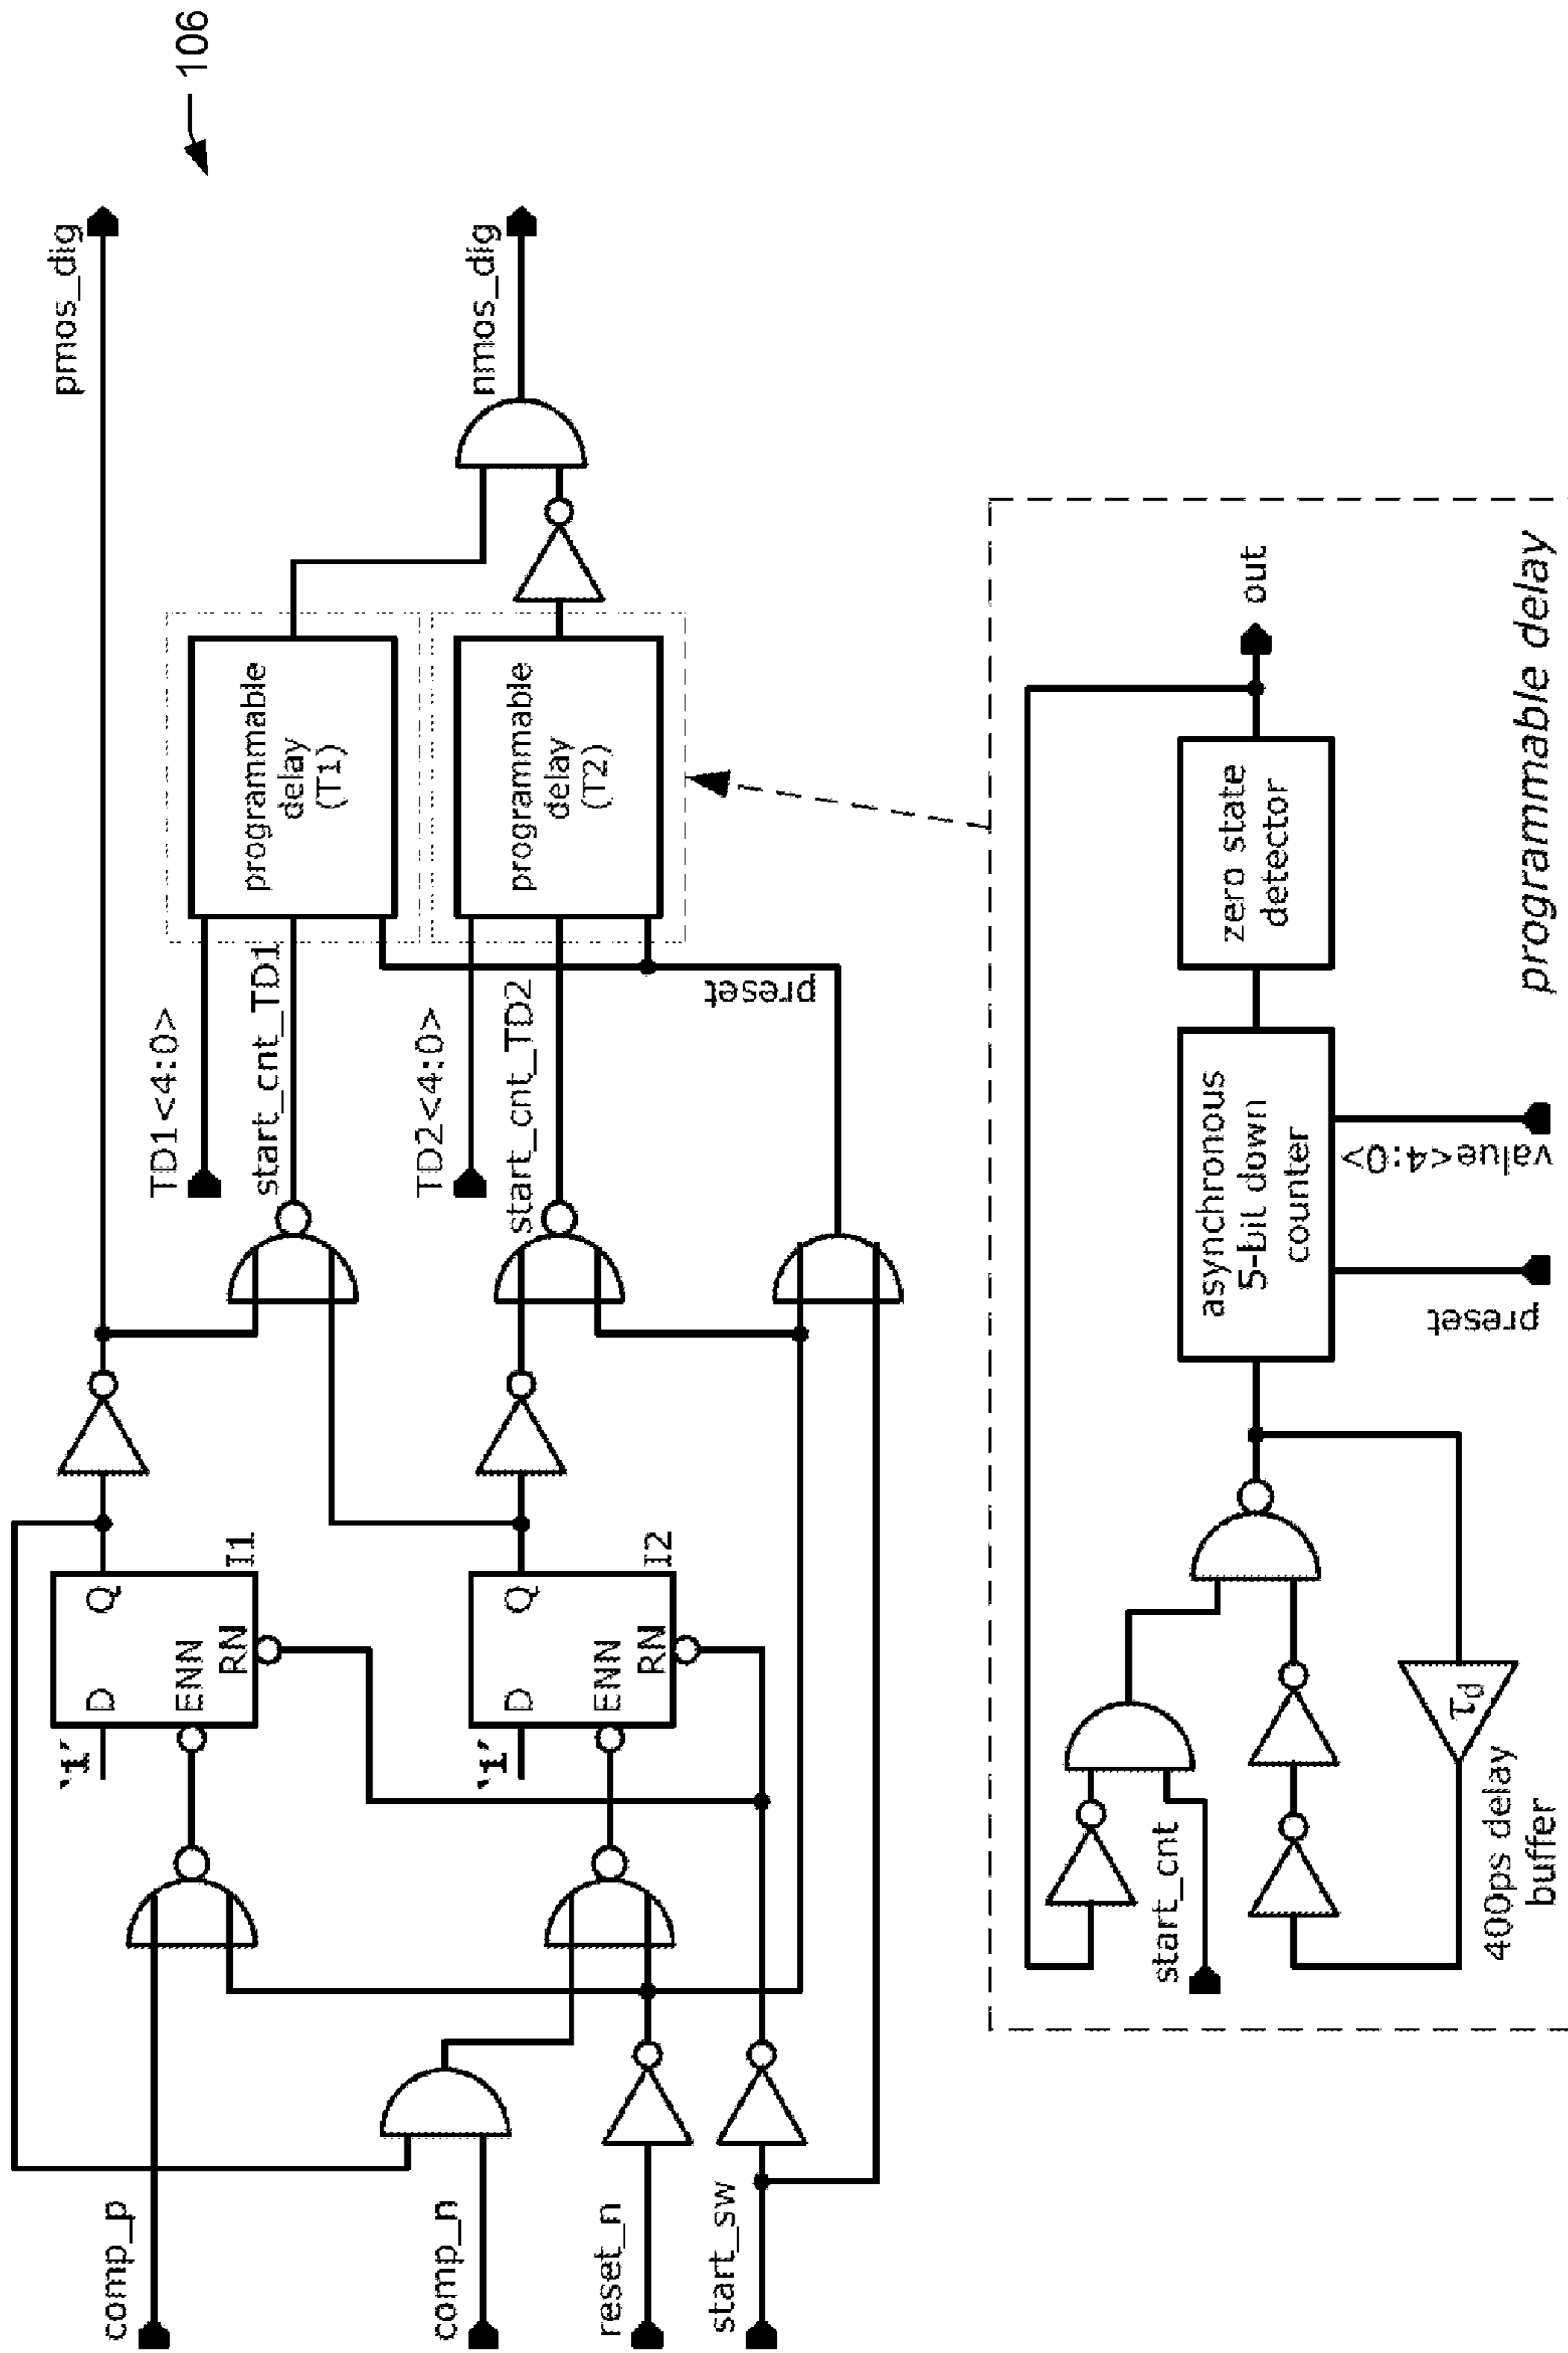 106
pmos_dig
nmos_dig
programmable
delay
(T1)
programmable
delay
(T2)
TD1<4:0>
start_cnt_TD1
TD2<4:0>
start_cnt_TD2
preset
'1'
D
Q
ENN
RN
I1
'1'
D
Q
ENN
RN
I2
comp_p
comp_n
reset_n
start_sw
out
zero state
detector
asynchronous
5-bit down
counter
value<4:0>
preset
start_cnt
τd
400ps delay
buffer
programmable delay